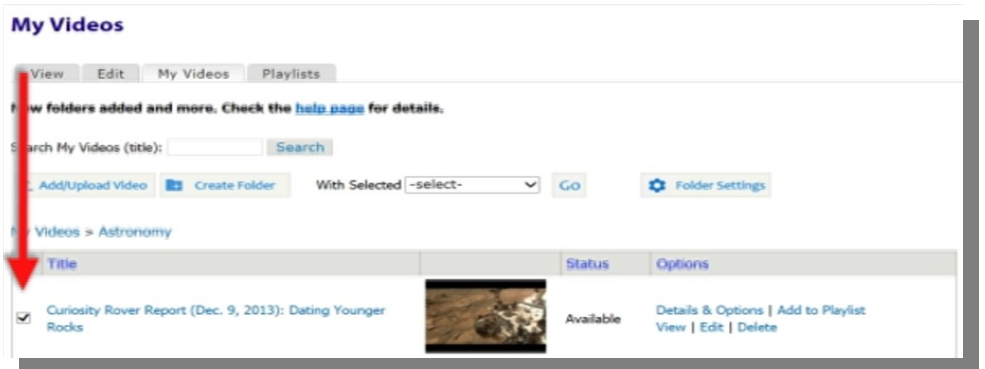 My Videos
View Edit My Videos Playlists
New folders added and more. Check the help page for details.
Search My Videos (title): Search
Add/Upload Video Create Folder With Selected -select- Go Folder Settings
My Videos > Astronomy
Title Status Options
Curiosity Rover Report (Dec. 9, 2013): Dating Younger
Rocks
Available
Details & Options | Add to Playlist
View | Edit | Delete